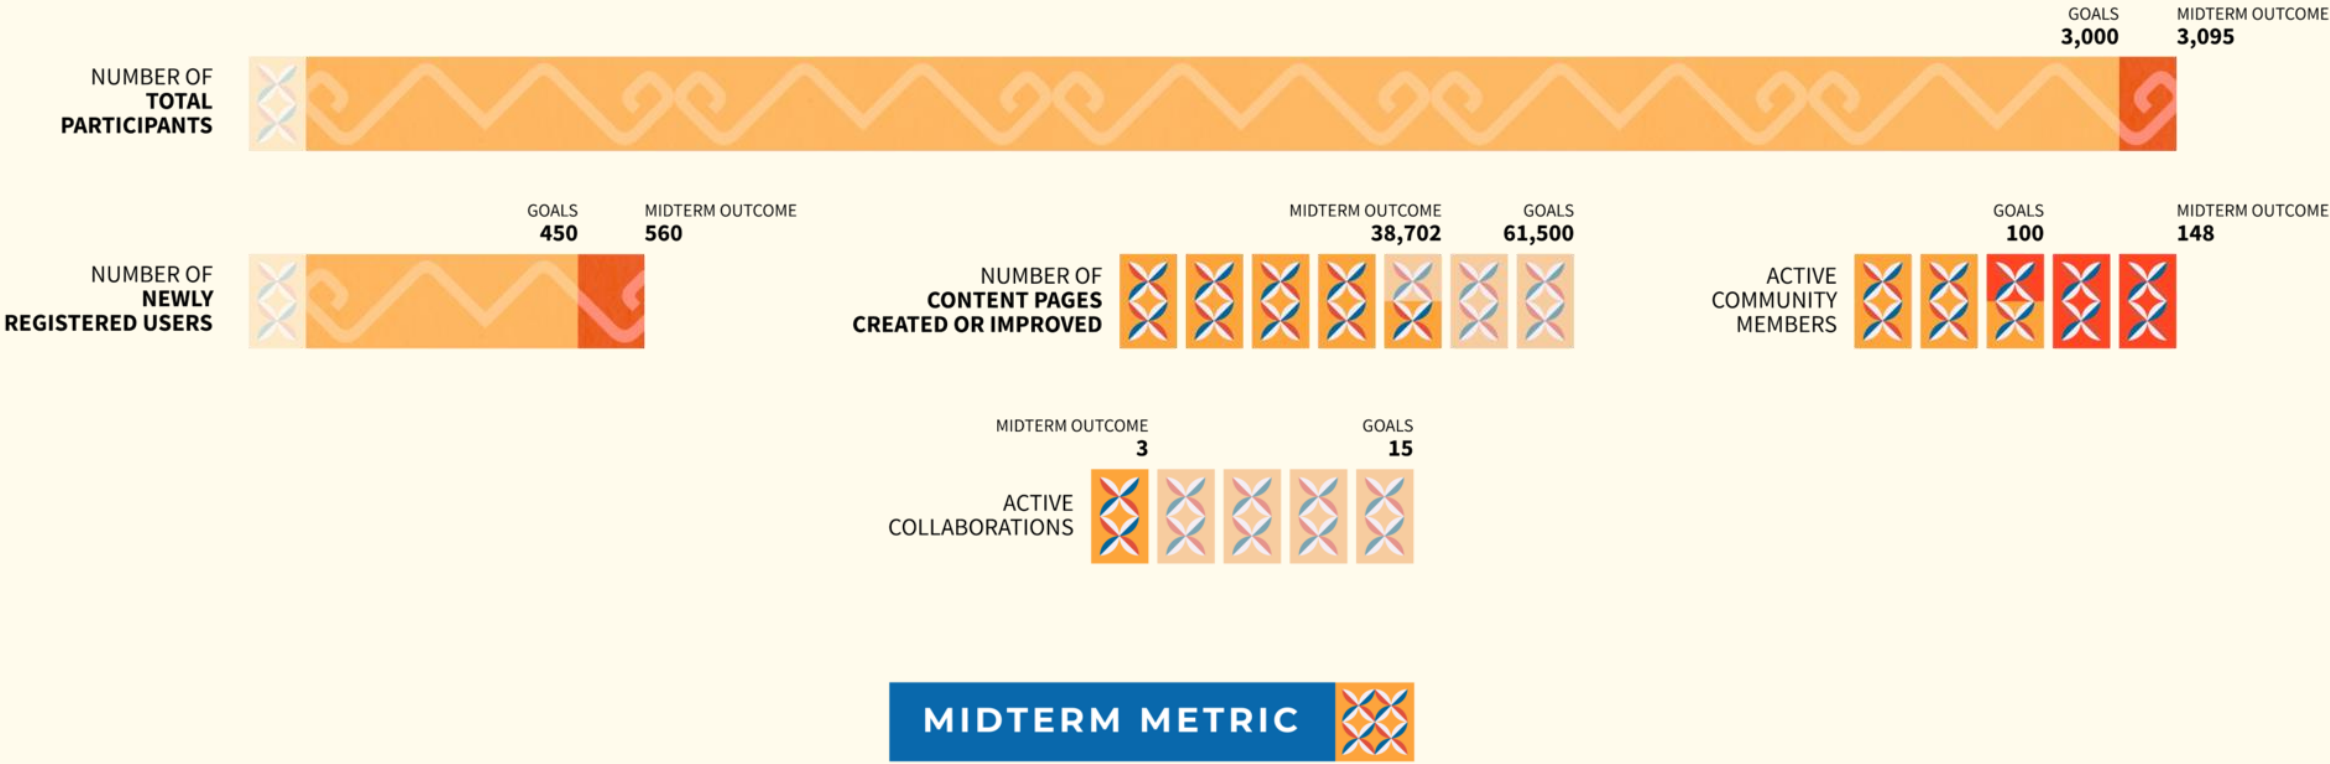 GOALS
3,000
MIDTERM OUTCOME
3,095
NUMBER OF
TOTAL
PARTICIPANTS
GOALS
450
MIDTERM OUTCOME
560
NUMBER OF
NEWLY
REGISTERED USERS
MIDTERM OUTCOME
38,702
GOALS
61,500
NUMBER OF
CONTENT PAGES
CREATED OR IMPROVED
GOALS
100
MIDTERM OUTCOME
148
ACTIVE
COMMUNITY
MEMBERS
MIDTERM OUTCOME
3
GOALS
15
ACTIVE
COLLABORATIONS
MIDTERM METRIC